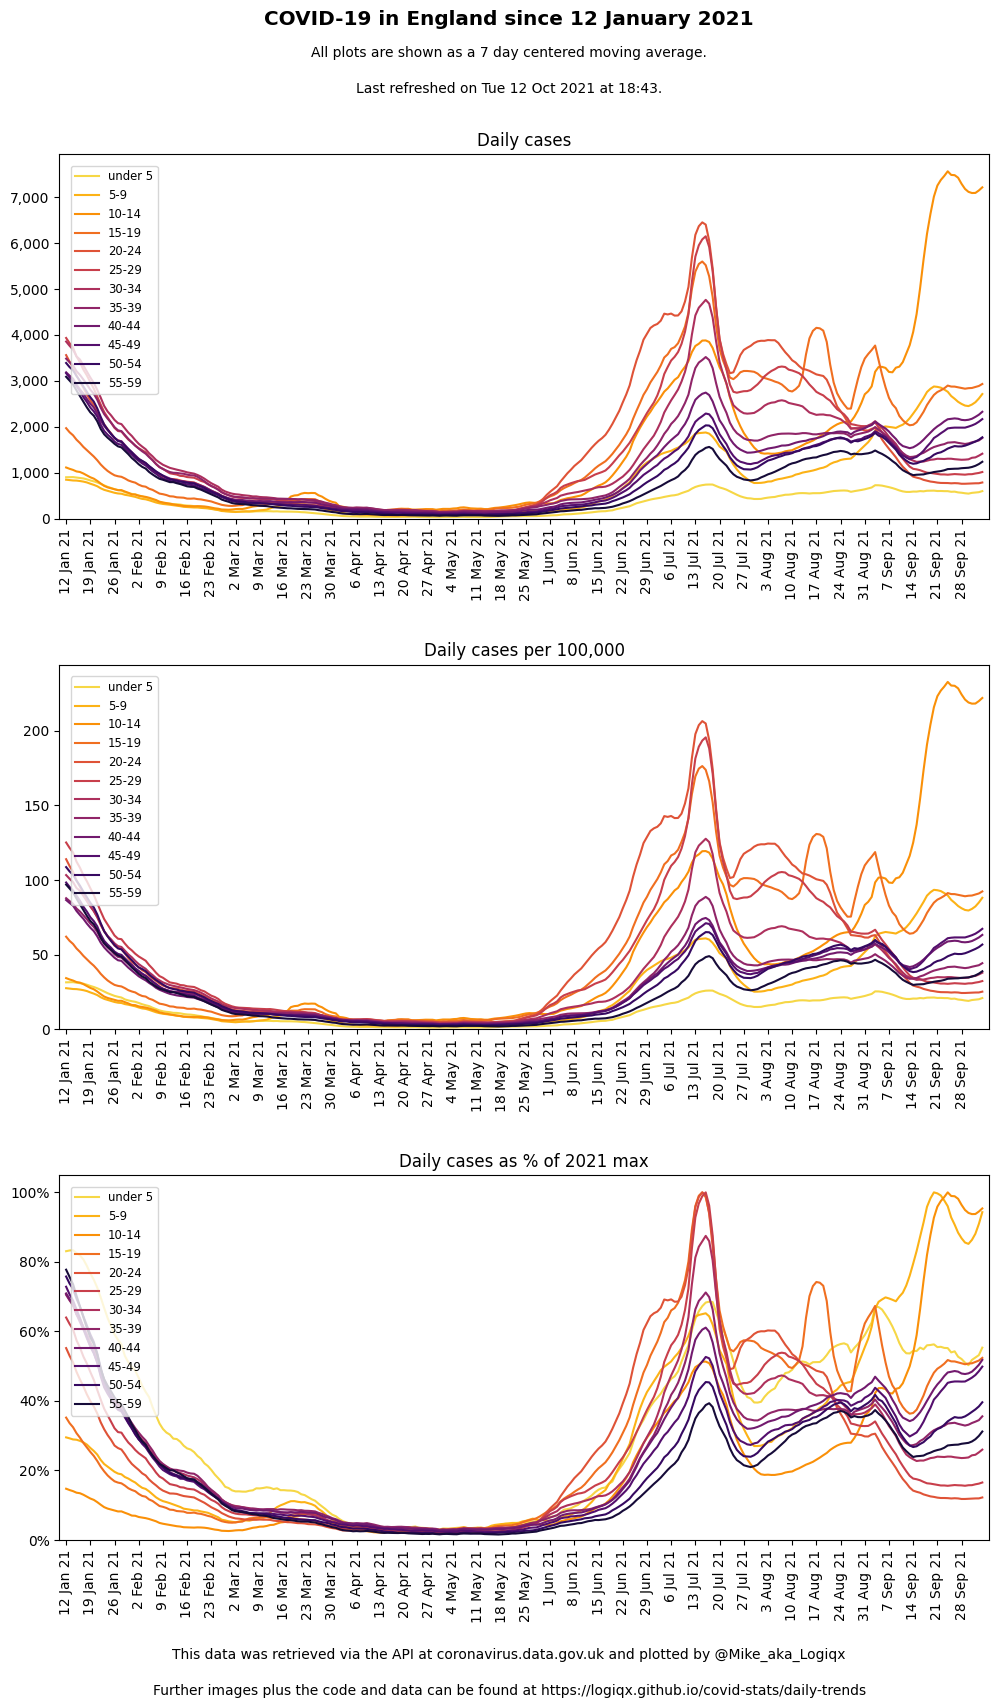 COVID-19 in England since 12 January 2021
All plots are shown as a 7 day centered moving average.
Last refreshed on Tue 12 Oct 2021 at 18:43.
Daily cases
under 5
5-9
10-14
15-19
20-24
25-29
30-34
35-39
40-44
45-49
50-54
55-59
7,000
6,000
5,000
4,000
3,000
2,000
1,000
0
12 Jan 21
19 Jan 21
26 Jan 21
2 Feb 21
9 Feb 21
16 Feb 21
23 Feb 21
2 Mar 21
9 Mar 21
16 Mar 21
23 Mar 21
30 Mar 21
6 Apr 21
13 Apr 21
20 Apr 21
27 Apr 21
4 May 21
11 May 21
18 May 21
25 May 21
1 Jun 21
8 Jun 21
15 Jun 21
22 Jun 21
29 Jun 21
6 Jul 21
13 Jul 21
20 Jul 21
27 Jul 21
3 Aug 21
10 Aug 21
17 Aug 21
24 Aug 21
31 Aug 21
7 Sep 21
14 Sep 21
21 Sep 21
28 Sep 21
Daily cases per 100,000
under 5
5-9
10-14
15-19
20-24
25-29
30-34
35-39
40-44
45-49
50-54
55-59
200
150
100
50
0
12 Jan 21
19 Jan 21
26 Jan 21
2 Feb 21
9 Feb 21
16 Feb 21
23 Feb 21
2 Mar 21
9 Mar 21
16 Mar 21
23 Mar 21
30 Mar 21
6 Apr 21
13 Apr 21
20 Apr 21
27 Apr 21
4 May 21
11 May 21
18 May 21
25 May 21
1 Jun 21
8 Jun 21
15 Jun 21
22 Jun 21
29 Jun 21
6 Jul 21
13 Jul 21
20 Jul 21
27 Jul 21
3 Aug 21
10 Aug 21
17 Aug 21
24 Aug 21
31 Aug 21
7 Sep 21
14 Sep 21
21 Sep 21
28 Sep 21
Daily cases as % of 2021 max
under 5
5-9
10-14
15-19
20-24
25-29
30-34
35-39
40-44
45-49
50-54
55-59
100%
80%
60%
40%
20%
0%
12 Jan 21
19 Jan 21
26 Jan 21
2 Feb 21
9 Feb 21
16 Feb 21
23 Feb 21
2 Mar 21
9 Mar 21
16 Mar 21
23 Mar 21
30 Mar 21
6 Apr 21
13 Apr 21
20 Apr 21
27 Apr 21
4 May 21
11 May 21
18 May 21
25 May 21
1 Jun 21
8 Jun 21
15 Jun 21
22 Jun 21
29 Jun 21
6 Jul 21
13 Jul 21
20 Jul 21
27 Jul 21
3 Aug 21
10 Aug 21
17 Aug 21
24 Aug 21
31 Aug 21
7 Sep 21
14 Sep 21
21 Sep 21
28 Sep 21
This data was retrieved via the API at coronavirus.data.gov.uk and plotted by @Mike_aka_Logiqx
Further images plus the code and data can be found at https://logiqx.github.io/covid-stats/daily-trends